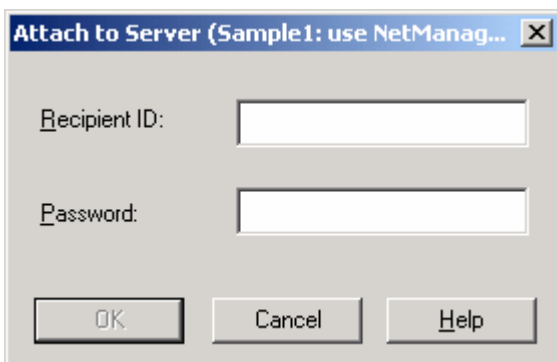 Attach to Server (Sample1: use NetManag...
Recipient ID:
Password:
OK Cancel Help